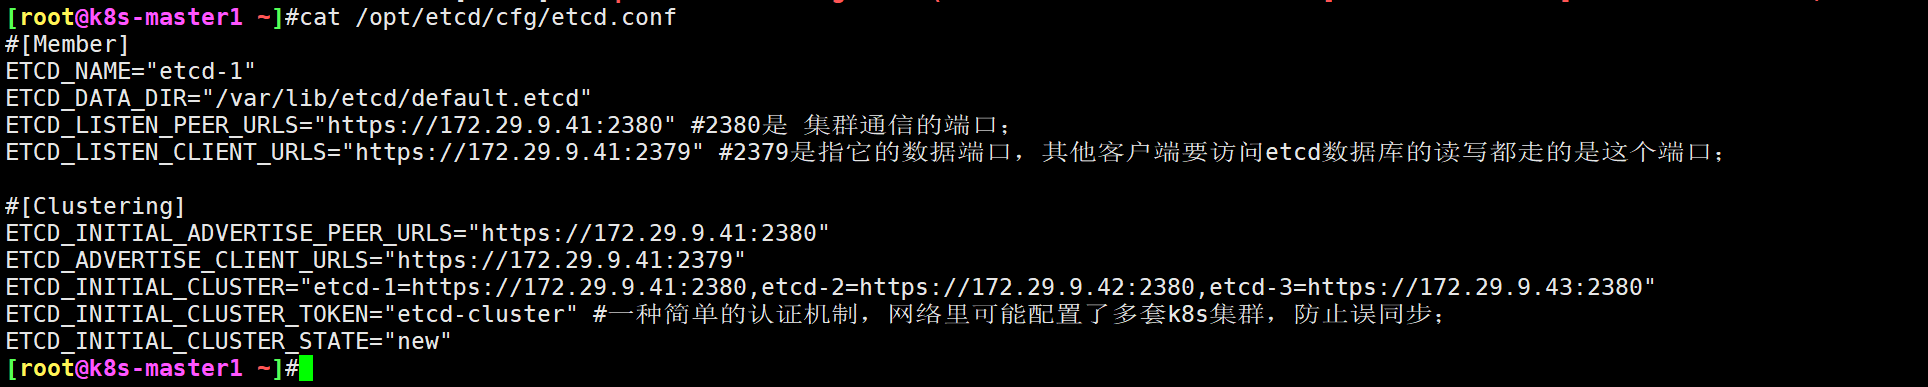 [root@k8s-master1 ~]#cat /opt/etcd/cfg/etcd.conf
#[Member]
ETCD_NAME="etcd-1"
ETCD_DATA_DIR="/var/lib/etcd/default.etcd"
ETCD_LISTEN_PEER_URLS="https://172.29.9.41:2380" #2380是 集群通信的端口；
ETCD_LISTEN_CLIENT_URLS="https://172.29.9.41:2379" #2379是指它的数据端口，其他客户端要访问etcd数据库的读写都走的是这个端口；

#[Clustering]
ETCD_INITIAL_ADVERTISE_PEER_URLS="https://172.29.9.41:2380"
ETCD_ADVERTISE_CLIENT_URLS="https://172.29.9.41:2379"
ETCD_INITIAL_CLUSTER="etcd-1=https://172.29.9.41:2380,etcd-2=https://172.29.9.42:2380,etcd-3=https://172.29.9.43:2380"
ETCD_INITIAL_CLUSTER_TOKEN="etcd-cluster" #一种简单的认证机制，网络里可能配置了多套k8s集群，防止误同步；
ETCD_INITIAL_CLUSTER_STATE="new"
[root@k8s-master1 ~]#